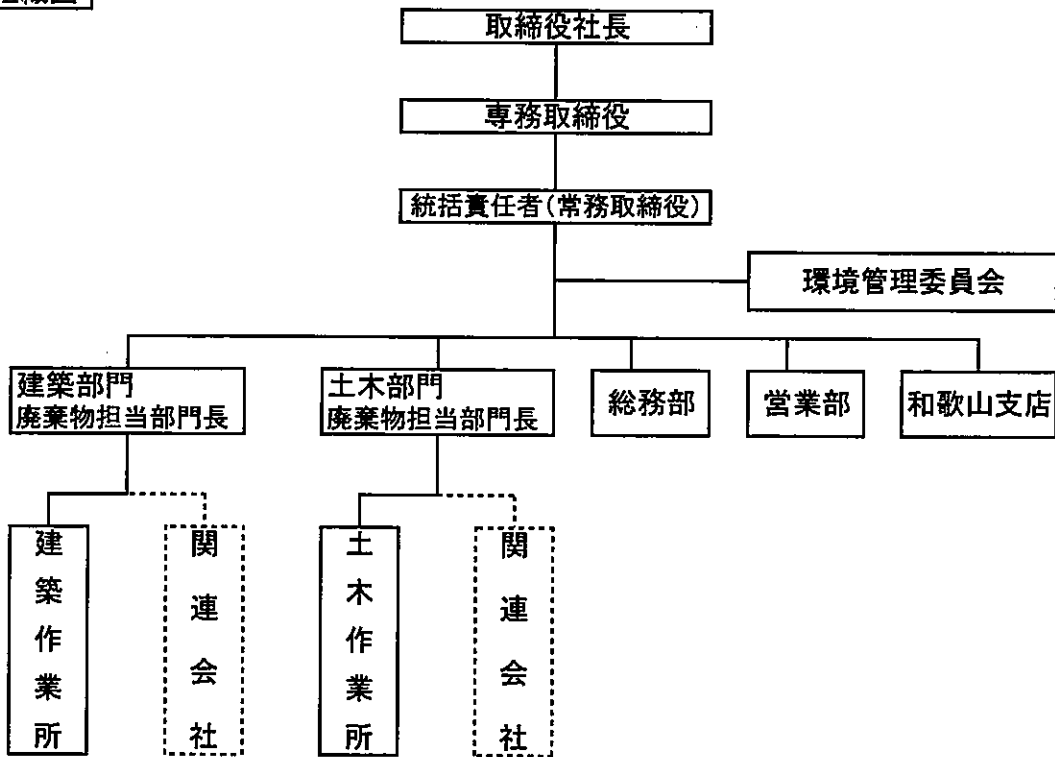 取締役社長
専務取締役
統括責任者(常務取締役)
環境管理委員会
建築部門
廃棄物担当部門長
土木部門
廃棄物担当部門長
総務部
営業部
和歌山支店
建築作業所
関連会社
土木作業所
関連会社